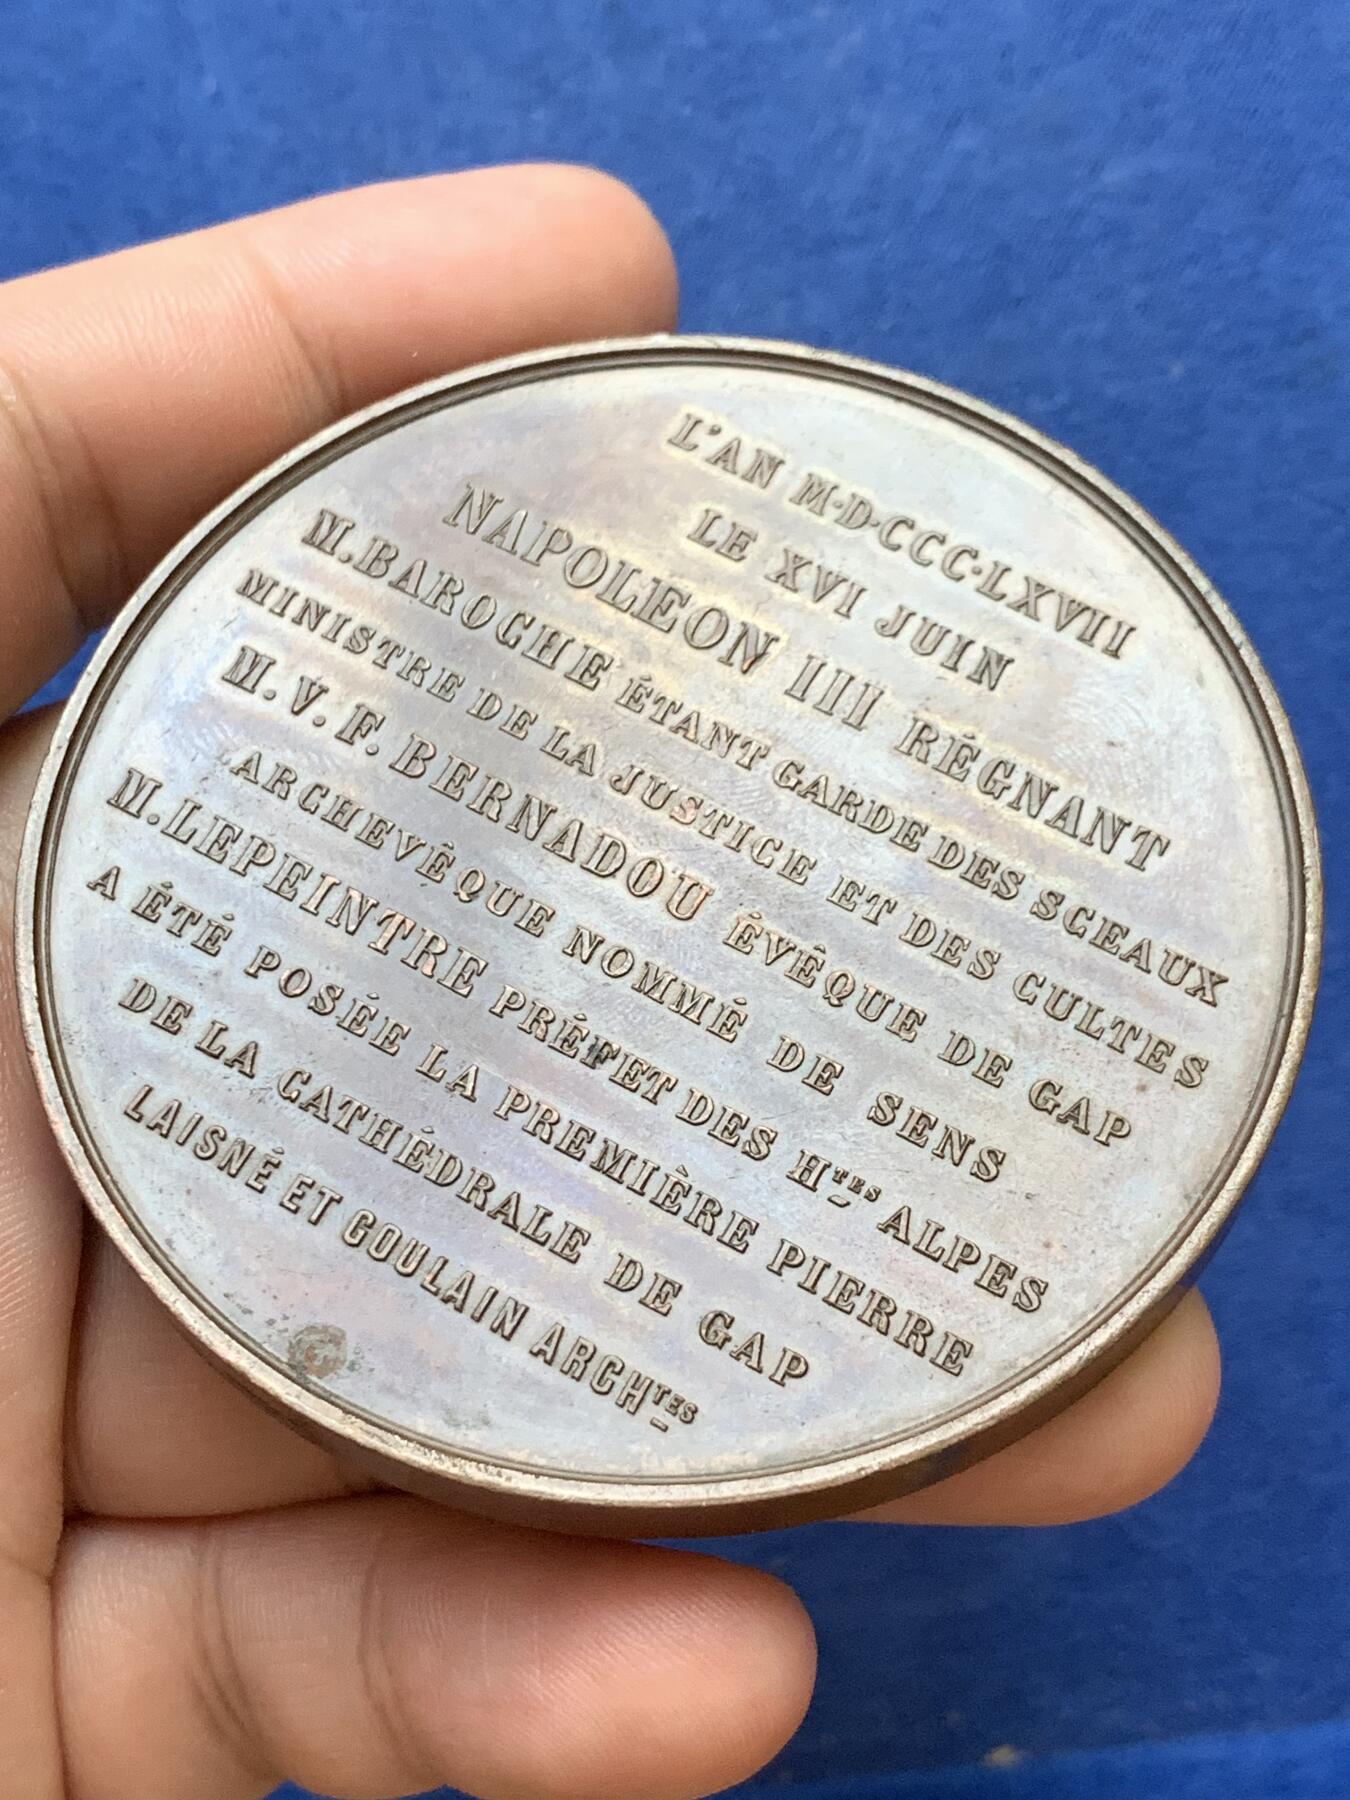 L'AN M·D·CCC·LXVII
LE XVI JUIN
NAPOLEON III RÉGNANT
M. BAROCHE ÉTANT GARDE DES SCEAUX
MINISTRE DE LA JUSTICE ET DES CULTES
M. V. F. BERNADOU ÉVÊQUE DE GAP
ARCHEVÊQUE NOMMÉ DE SENS
M. LEPEINTRE PRÉFET DES HTES ALPES
A ÉTÉ POSÉE LA PREMIÈRE PIERRE
DE LA CATHÉDRALE DE GAP
LAISNÉ ET GOULAIN ARCHTES